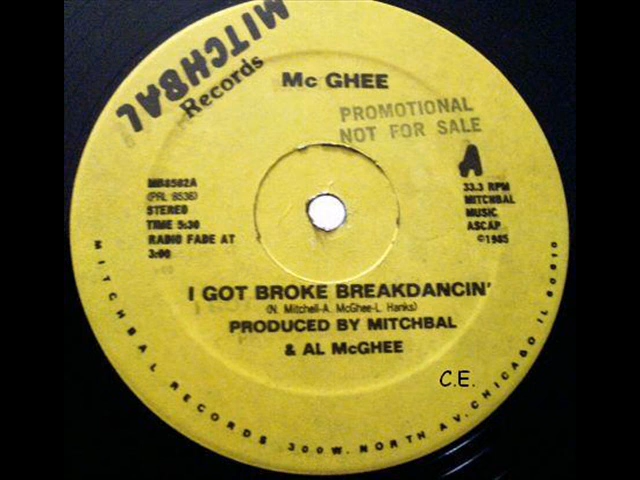 MITCHBAL
Records
Mc GHEE
PROMOTIONAL
NOT FOR SALE
A
MB8502A
(PRL 8536)
STEREO
TIME 5:30
RADIO FADE AT
3:00
33.3 RPM
MITCHBAL
MUSIC
ASCAP
©1985
I GOT BROKE BREAKDANCIN'
(N. Mitchell-A. McGhee-L. Hanks)
PRODUCED BY MITCHBAL
& AL McGHEE
C.E.
MITCHBAL RECORDS 300 W. NORTH AV. CHICAGO IL 60610